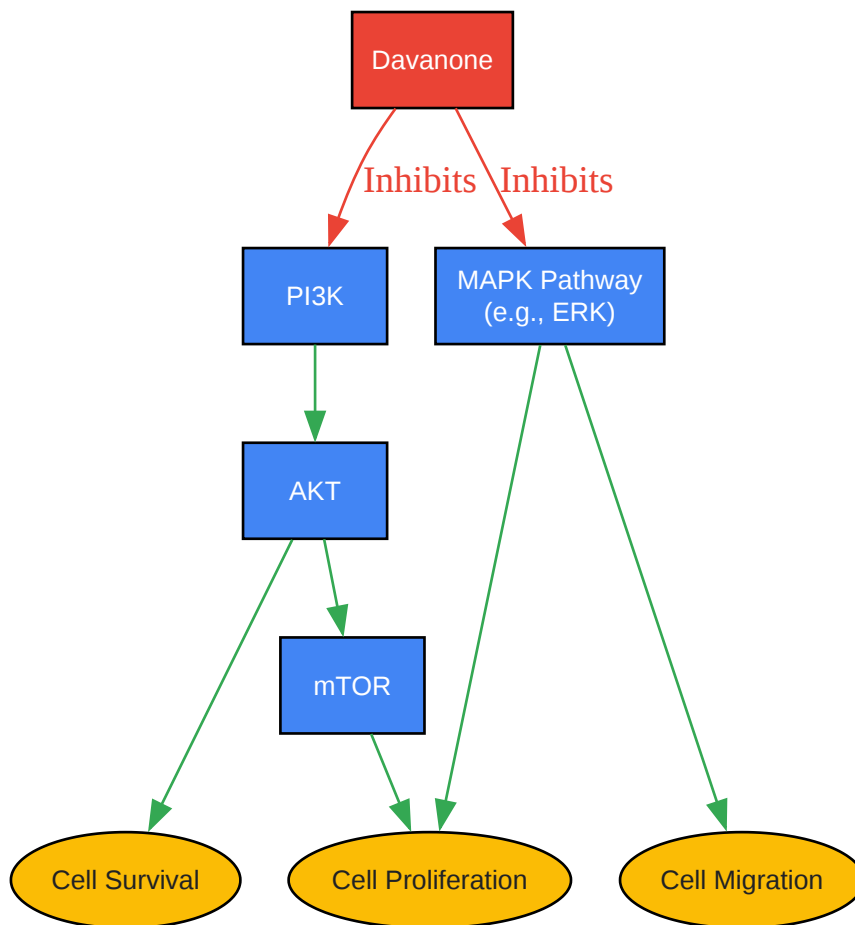 Davanone
Inhibits Inhibits
PI3K
MAPK Pathway
(e.g., ERK)
AKT
mTOR
Cell Survival
Cell Proliferation
Cell Migration